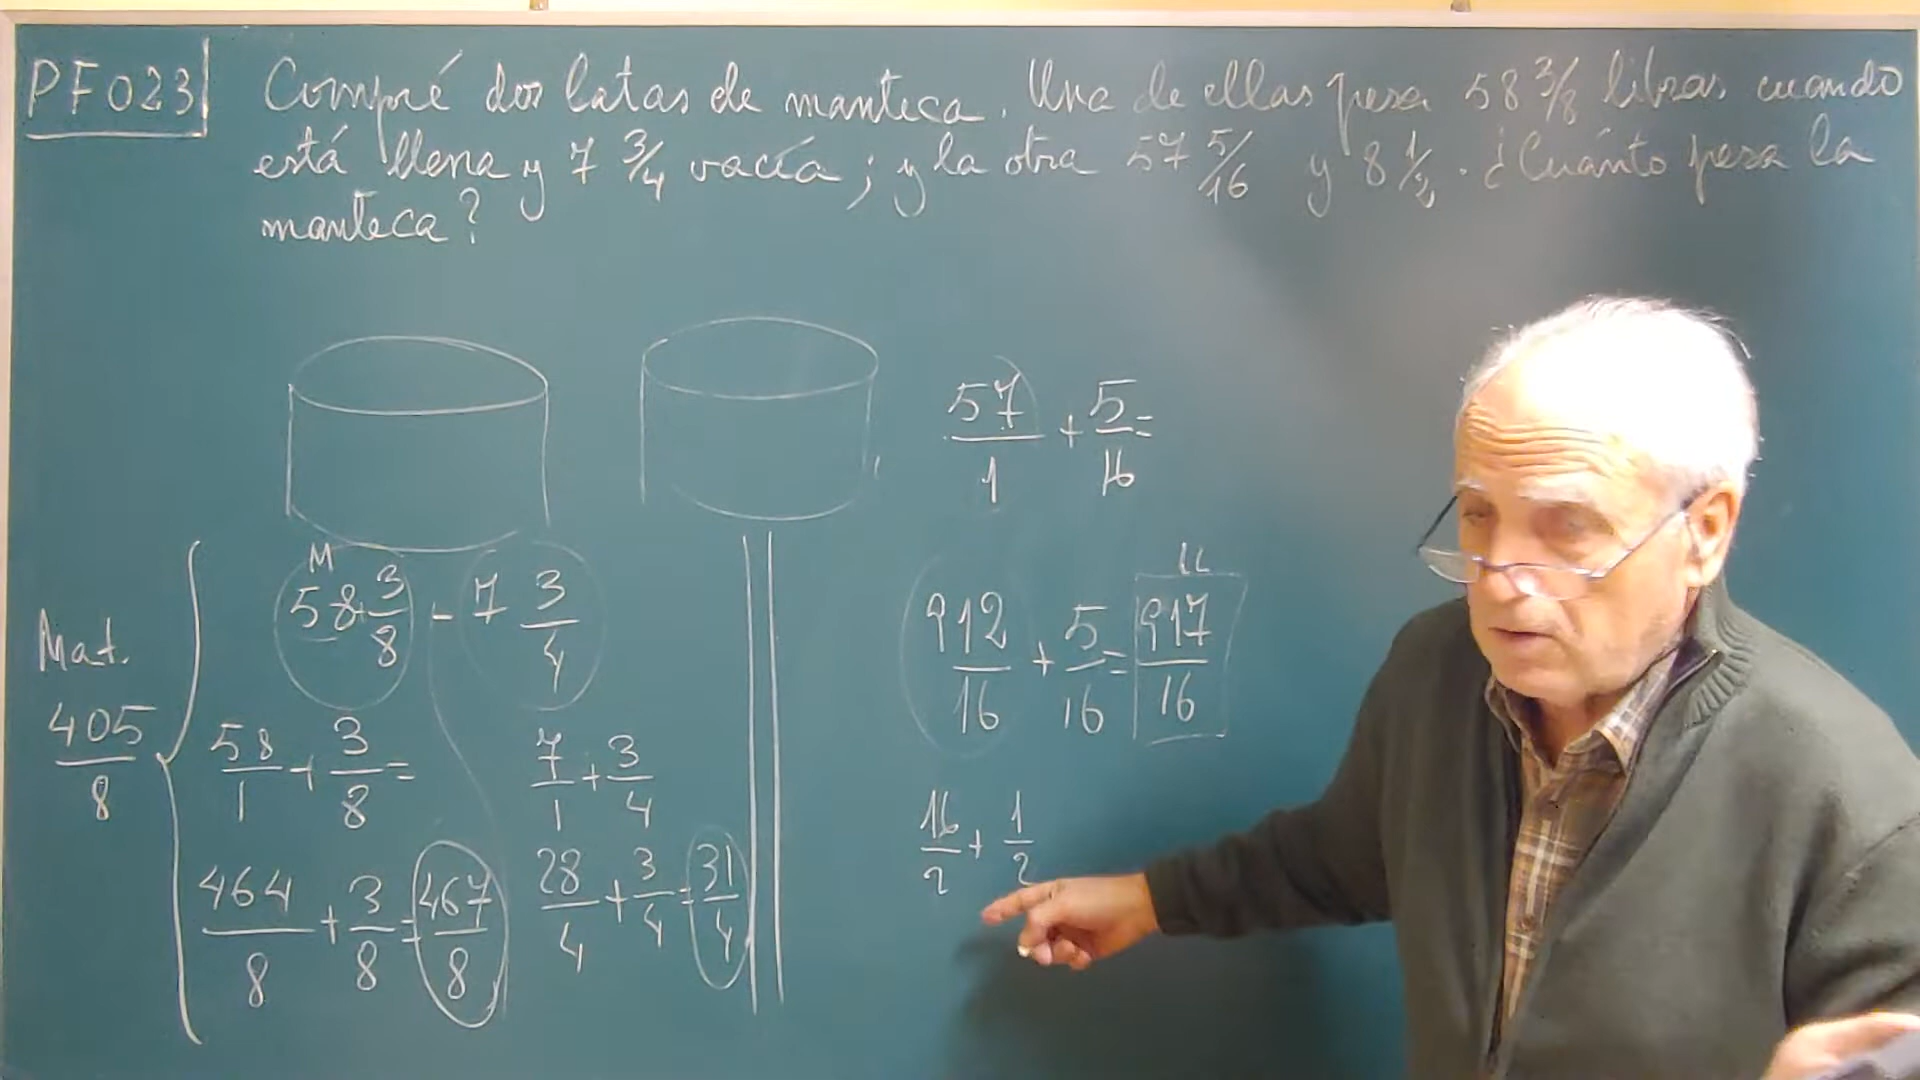 PF023
Compré dos latas de manteca. Una de ellas pesa 58 3/8 libras cuando
está llena y 7 3/4 vacía; y la otra 57 5/16 y 8 1/2. ¿Cuánto pesa la
manteca?
57/1 + 5/16 =
M
58 3/8 - 7 3/4
912/16 + 5/16 = 917/16
Mat.
405/8
58/1 + 3/8 =
7/1 + 3/4
16/2 + 1/2
464/8 + 3/8 = 467/8
28/4 + 3/4 = 31/4